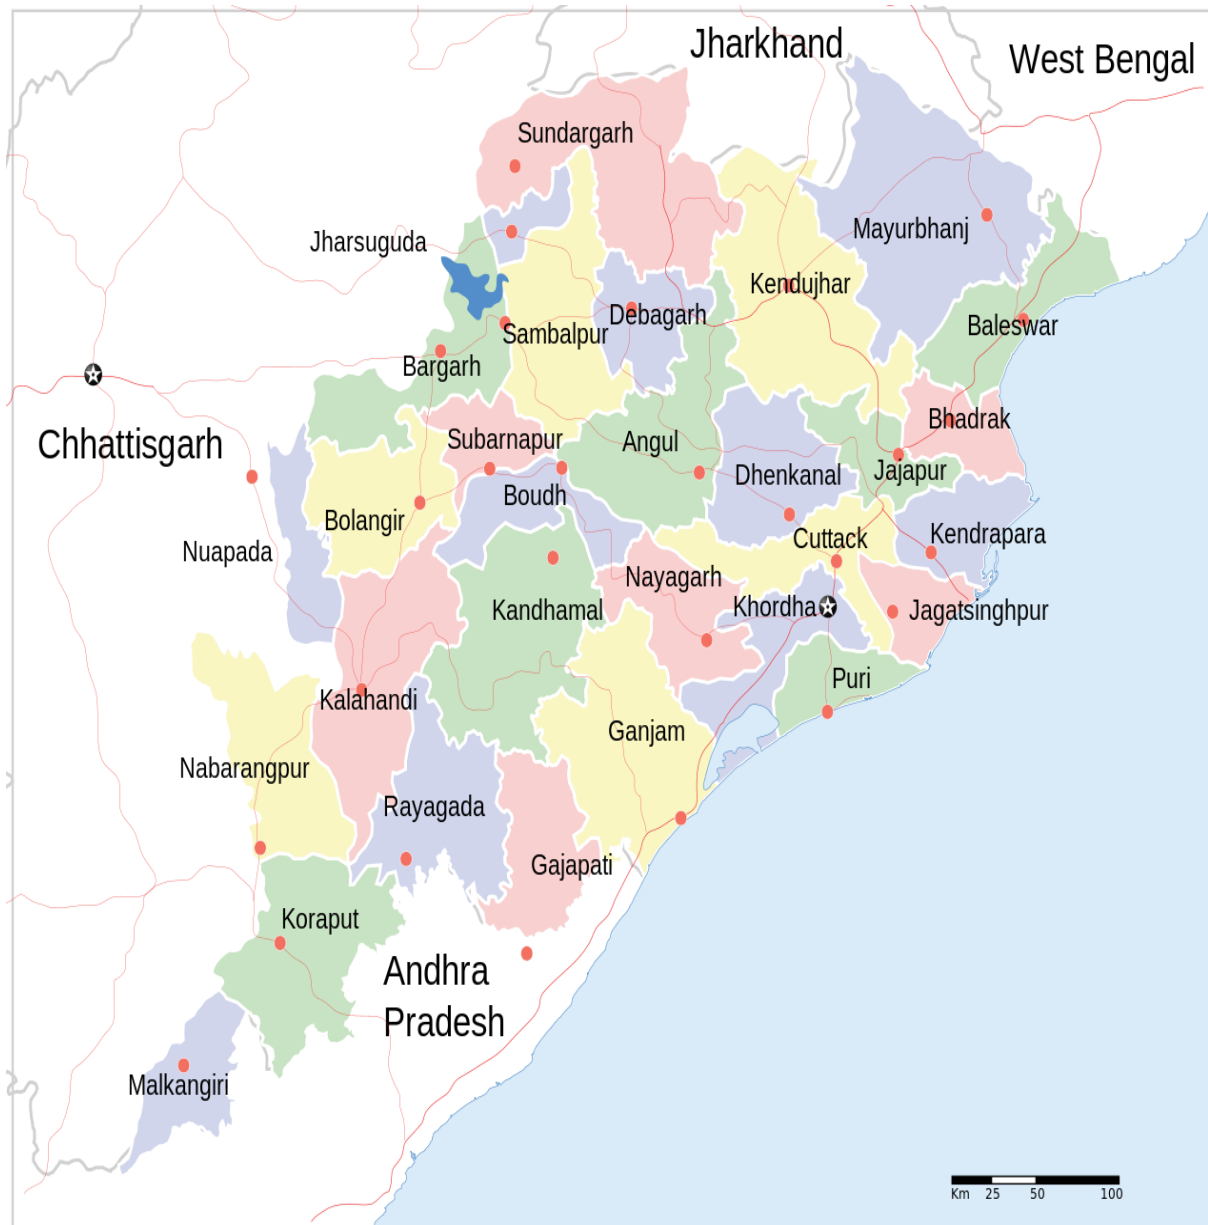 Jharkhand
West Bengal
Sundargarh
Jharsuguda
Mayurbhanj
Kendujhar
Debagarh
Sambalpur
Baleswar
Bargarh
Bhadrak
Chhattisgarh
Subarnapur
Angul
Jajapur
Dhenkanal
Boudh
Bolangir
Kendrapara
Cuttack
Nuapada
Nayagarh
Khordha
Kandhamal
Jagatsinghpur
Puri
Kalahandi
Ganjam
Nabarangpur
Rayagada
Gajapati
Koraput
Andhra
Pradesh
Malkangiri
Km 25 50 100